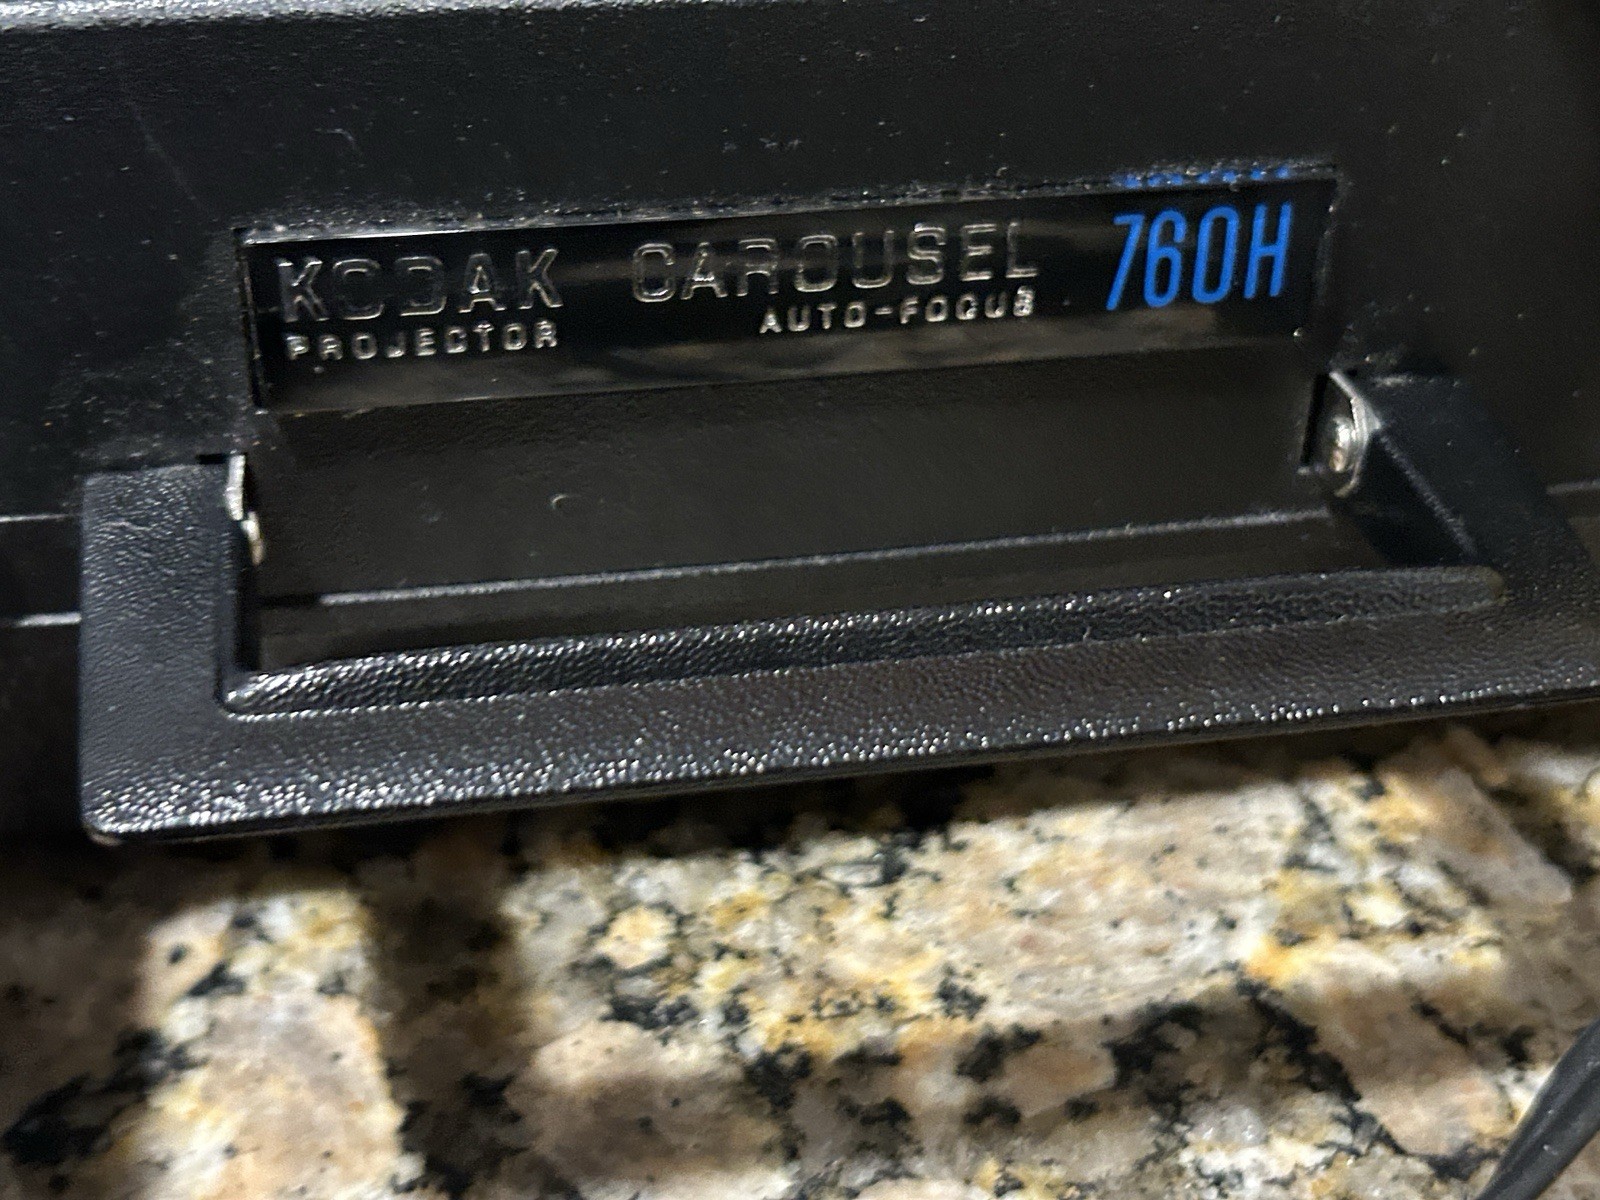 KODAK CAROUSEL 760H
PROJECTOR AUTO-FOCUS